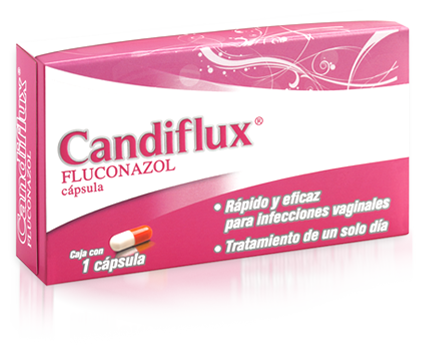 Candiflux®
FLUCONAZOL
cápsula
• Rápido y eficaz
para infecciones vaginales
• Tratamiento de un solo día
Caja con
1 cápsula
Candiflux®
FLUCONAZOL